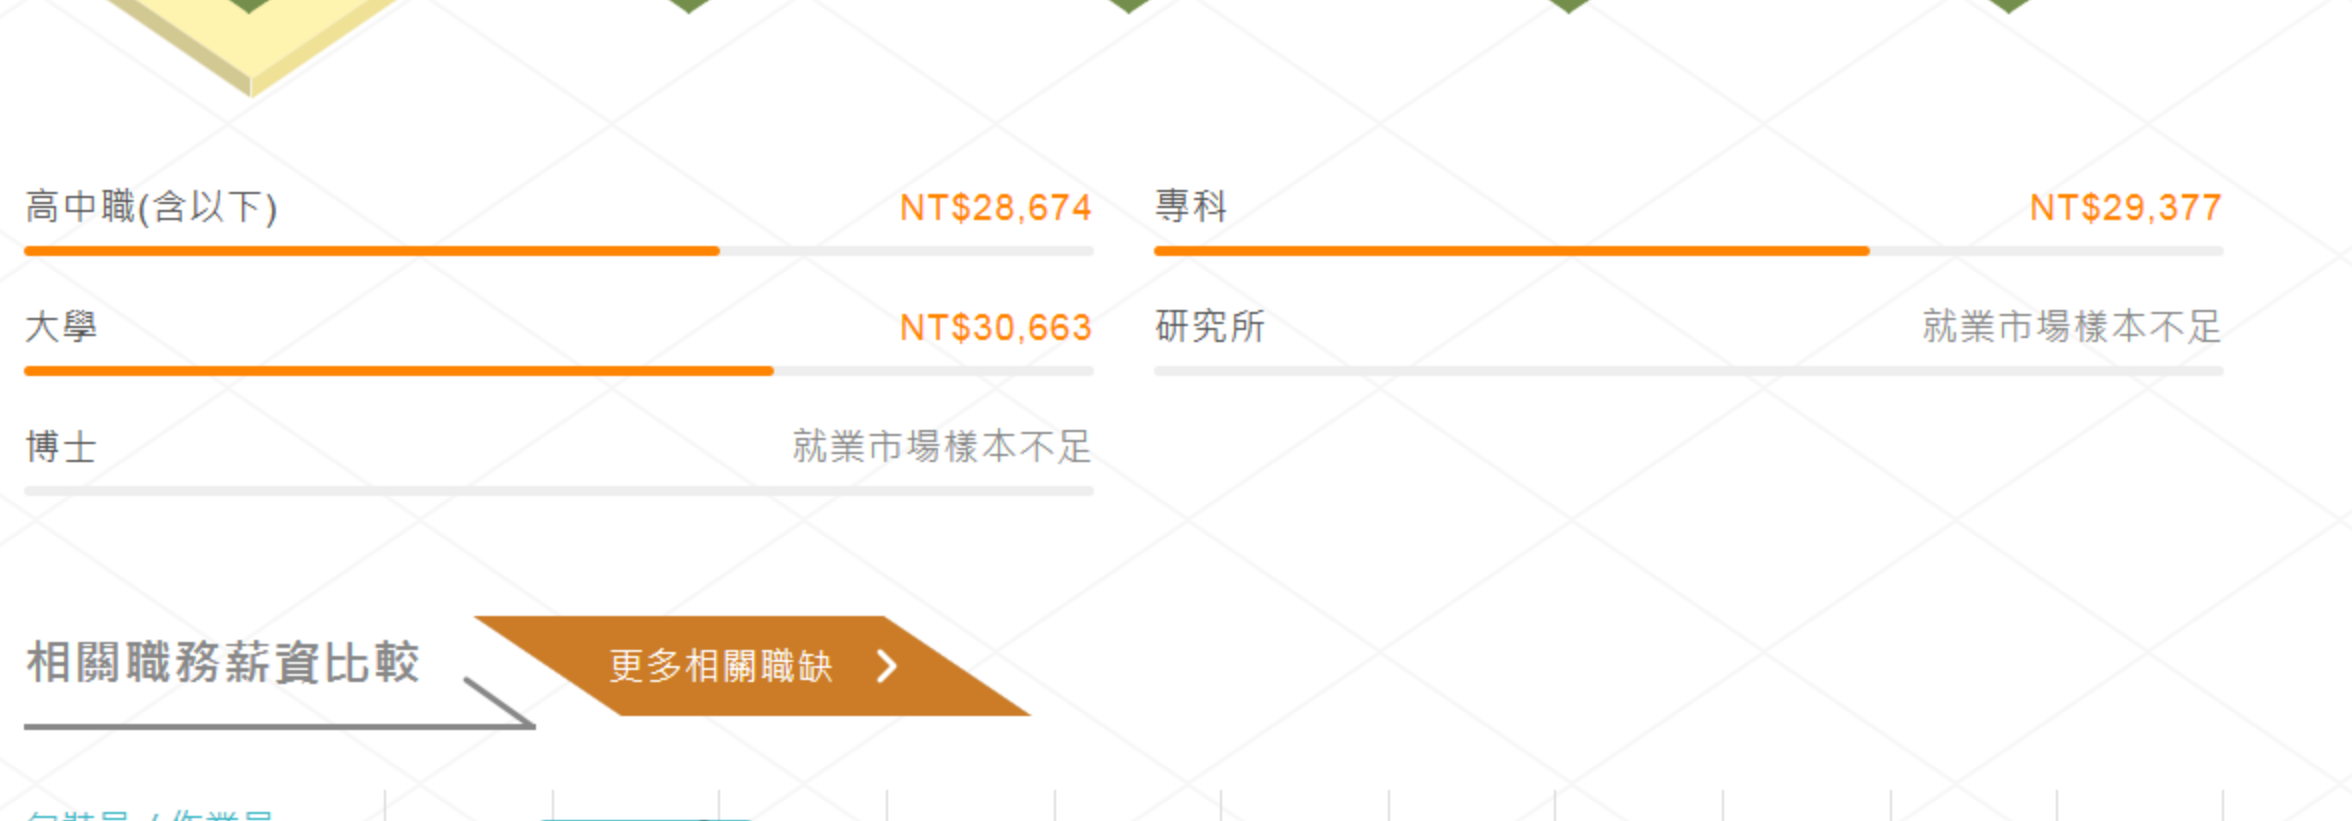 高中職(含以下) NT$28,674
專科 NT$29,377
大學 NT$30,663
研究所 就業市場樣本不足
博士 就業市場樣本不足
相關職務薪資比較
更多相關職缺